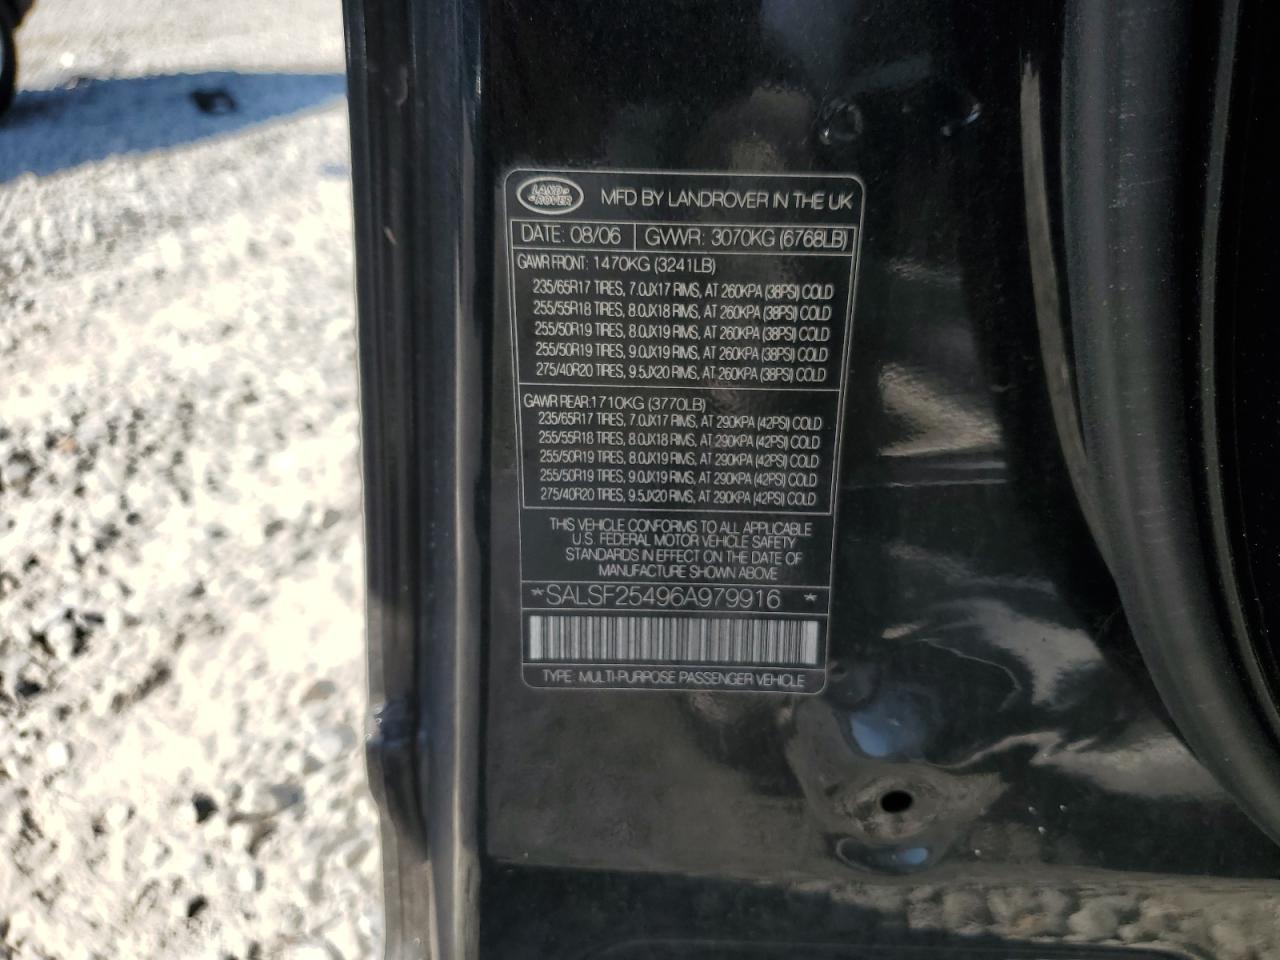 LAND-
-ROVER
MFD BY LANDROVER IN THE UK
DATE: 08/06 GVWR: 3070KG (6768LB)
GAWR FRONT: 1470KG (3241LB)
235/65R17 TIRES, 7.0JX17 RIMS, AT 260KPA (38PSI) COLD
255/55R18 TIRES, 8.0JX18 RIMS, AT 260KPA (38PSI) COLD
255/50R19 TIRES, 8.0JX19 RIMS, AT 260KPA (38PSI) COLD
255/50R19 TIRES, 9.0JX19 RIMS, AT 260KPA (38PSI) COLD
275/40R20 TIRES, 9.5JX20 RIMS, AT 260KPA (38PSI) COLD
GAWR REAR: 1710KG (3770LB)
235/65R17 TIRES, 7.0JX17 RIMS, AT 290KPA (42PSI) COLD
255/55R18 TIRES, 8.0JX18 RIMS, AT 290KPA (42PSI) COLD
255/50R19 TIRES, 8.0JX19 RIMS, AT 290KPA (42PSI) COLD
255/50R19 TIRES, 9.0JX19 RIMS, AT 290KPA (42PSI) COLD
275/40R20 TIRES, 9.5JX20 RIMS, AT 290KPA (42PSI) COLD
THIS VEHICLE CONFORMS TO ALL APPLICABLE
U.S. FEDERAL MOTOR VEHICLE SAFETY
STANDARDS IN EFFECT ON THE DATE OF
MANUFACTURE SHOWN ABOVE
*SALSF25496A979916 *
TYPE: MULTI-PURPOSE PASSENGER VEHICLE